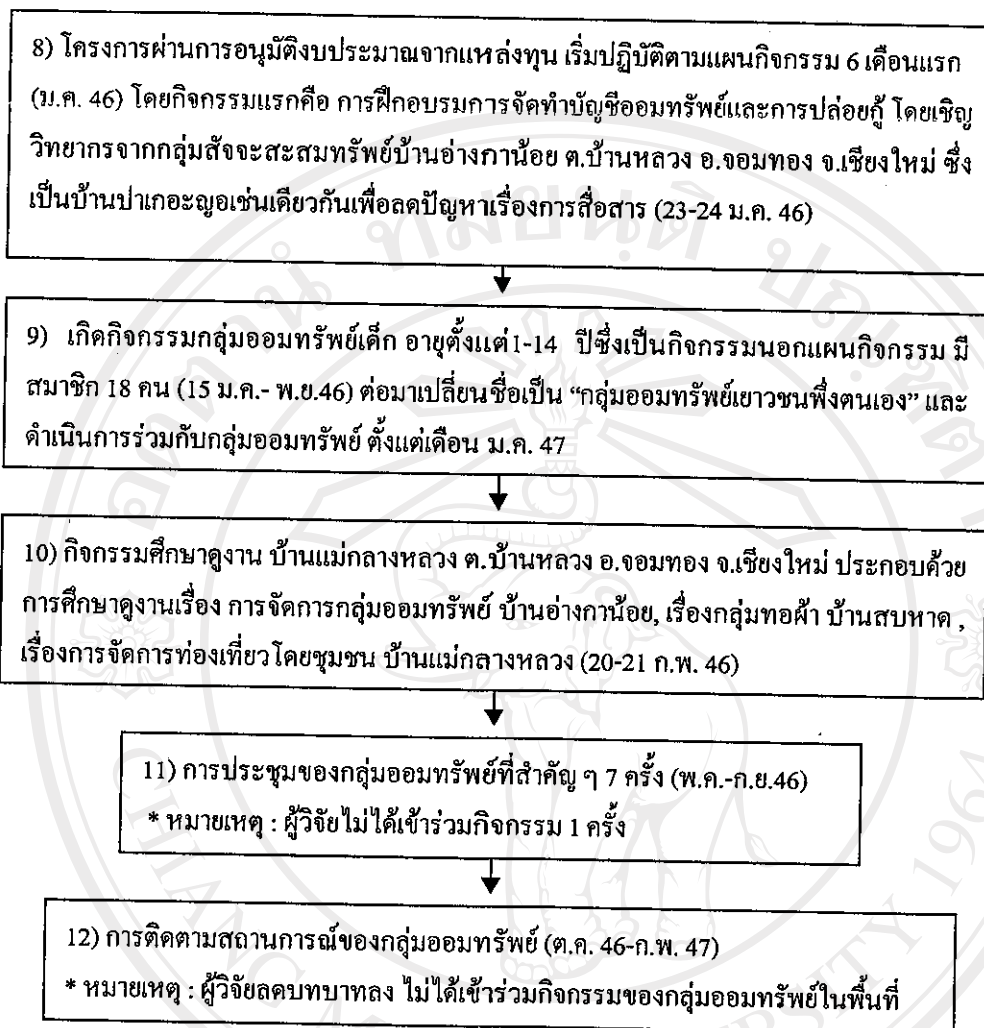 8) โครงการผ่านการอนุมัติงบประมาณจากแหล่งทุน เริ่มปฏิบัติตามแผนกิจกรรม 6 เดือนแรก
(ม.ค. 46) โดยกิจกรรมแรกคือ การฝึกอบรมการจัดทำบัญชีออมทรัพย์และการปล่อยกู้ โดยเชิญ
วิทยากรจากกลุ่มสัจจะสะสมทรัพย์บ้านอ่างกาน้อย ต.บ้านหลวง อ.จอมทอง จ.เชียงใหม่ ซึ่ง
เป็นบ้านปาเกอะญอเช่นเดียวกันเพื่อลดปัญหาเรื่องการสื่อสาร (23-24 ม.ค. 46)
9) เกิดกิจกรรมกลุ่มออมทรัพย์เด็ก อายุตั้งแต่1-14 ปีซึ่งเป็นกิจกรรมนอกแผนกิจกรรม มี
สมาชิก 18 คน (15 ม.ค.- พ.ย.46) ต่อมาเปลี่ยนชื่อเป็น “กลุ่มออมทรัพย์เยาวชนพึ่งตนเอง” และ
ดำเนินการร่วมกับกลุ่มออมทรัพย์ ตั้งแต่เดือน ม.ค. 47
10) กิจกรรมศึกษาดูงาน บ้านแม่กลางหลวง ต.บ้านหลวง อ.จอมทอง จ.เชียงใหม่ ประกอบด้วย
การศึกษาดูงานเรื่อง การจัดการกลุ่มออมทรัพย์ บ้านอ่างกาน้อย, เรื่องกลุ่มทอผ้า บ้านสบหาด ,
เรื่องการจัดการท่องเที่ยวโดยชุมชน บ้านแม่กลางหลวง (20-21 ก.พ. 46)
11) การประชุมของกลุ่มออมทรัพย์ที่สำคัญ ๆ 7 ครั้ง (พ.ค.-ก.ย.46)
* หมายเหตุ : ผู้วิจัยไม่ได้เข้าร่วมกิจกรรม 1 ครั้ง
12) การติดตามสถานการณ์ของกลุ่มออมทรัพย์ (ต.ค. 46-ก.พ. 47)
* หมายเหตุ : ผู้วิจัยลดบทบาทลง ไม่ได้เข้าร่วมกิจกรรมของกลุ่มออมทรัพย์ในพื้นที่